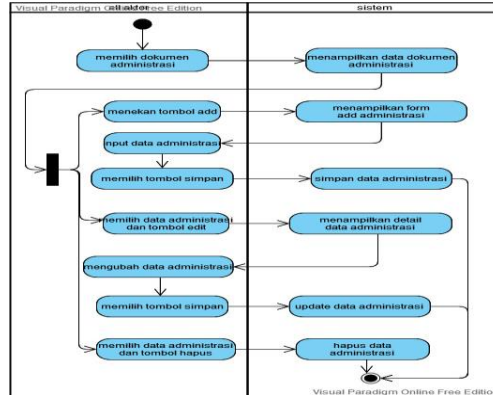 Visual Paradigm Online Free Edition
sistem
memilih dokumen
administrasi
menampilkan data dokumen
administrasi
menekan tombol add
menampilkan form
add administrasi
nput data administrasi
memilih tombol simpan
simpan data administrasi
memilih data administrasi
dan tombol edit
menampilkan detail
data administrasi
mengubah data administrasi
memilih tombol simpan
update data administrasi
memilih data administrasi
dan tombol hapus
hapus data
administrasi
Visual Paradigm Online Free Edition